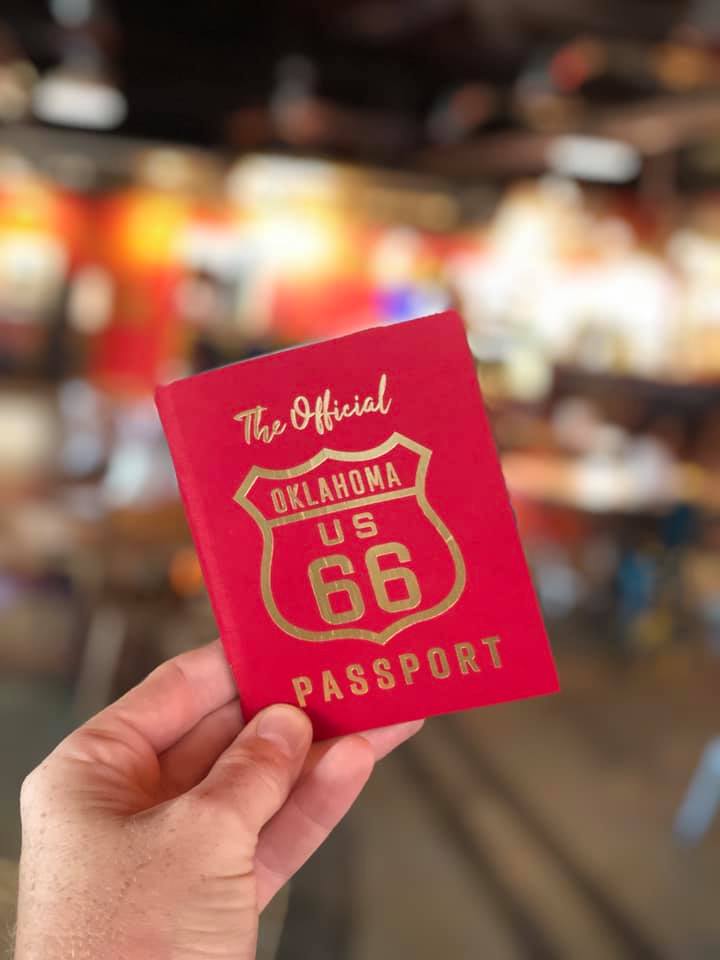 The Official
OKLAHOMA
US
66
PASSPORT